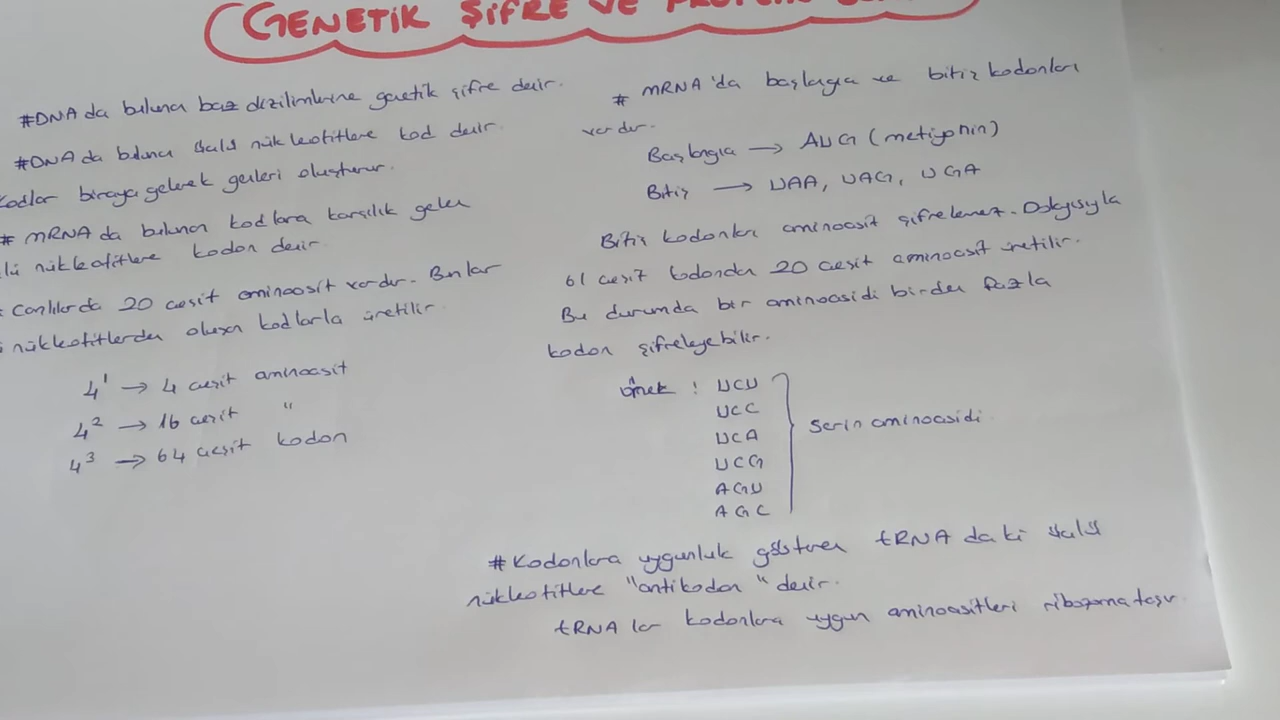 GENETİK ŞİFRE VE
#DNA da bulunan baz dizilimlerine genetik şifre denir.
#DNA da bulunan üçlü nükleotitlere kod denir.
Kodlar biraraya gelerek genleri oluşturur.
# mRNA da bulunan kodlara karşılık gelen
nükleotitlere kodon denir.
Canlılarda 20 çeşit aminoasit vardır. Bunlar
nükleotitlerden oluşan kodlarla üretilir.
4¹ → 4 çeşit aminoasit
4² → 16 çeşit "
4³ → 64 çeşit kodon
# mRNA'da başlangıç ve bitiş kodonları
vardır.
Başlangıç → AUG (metiyonin)
Bitiş → UAA, UAG, UGA
Bitiş kodonları aminoasit şifrelemez. Dolayısıyla
61 çeşit kodondan 20 çeşit aminoasit üretilir.
Bu durumda bir aminoasidi birden fazla
kodon şifreleyebilir.
örnek : UCU
UCC
UCA
UCG
AGU
AGC
Serin aminoasidi
#Kodonlara uygunluk gösteren tRNA daki üçlü
nükleotitlere "antikodon" denir.
tRNA lar kodonlara uygun aminoasitleri ribozoma taşır.